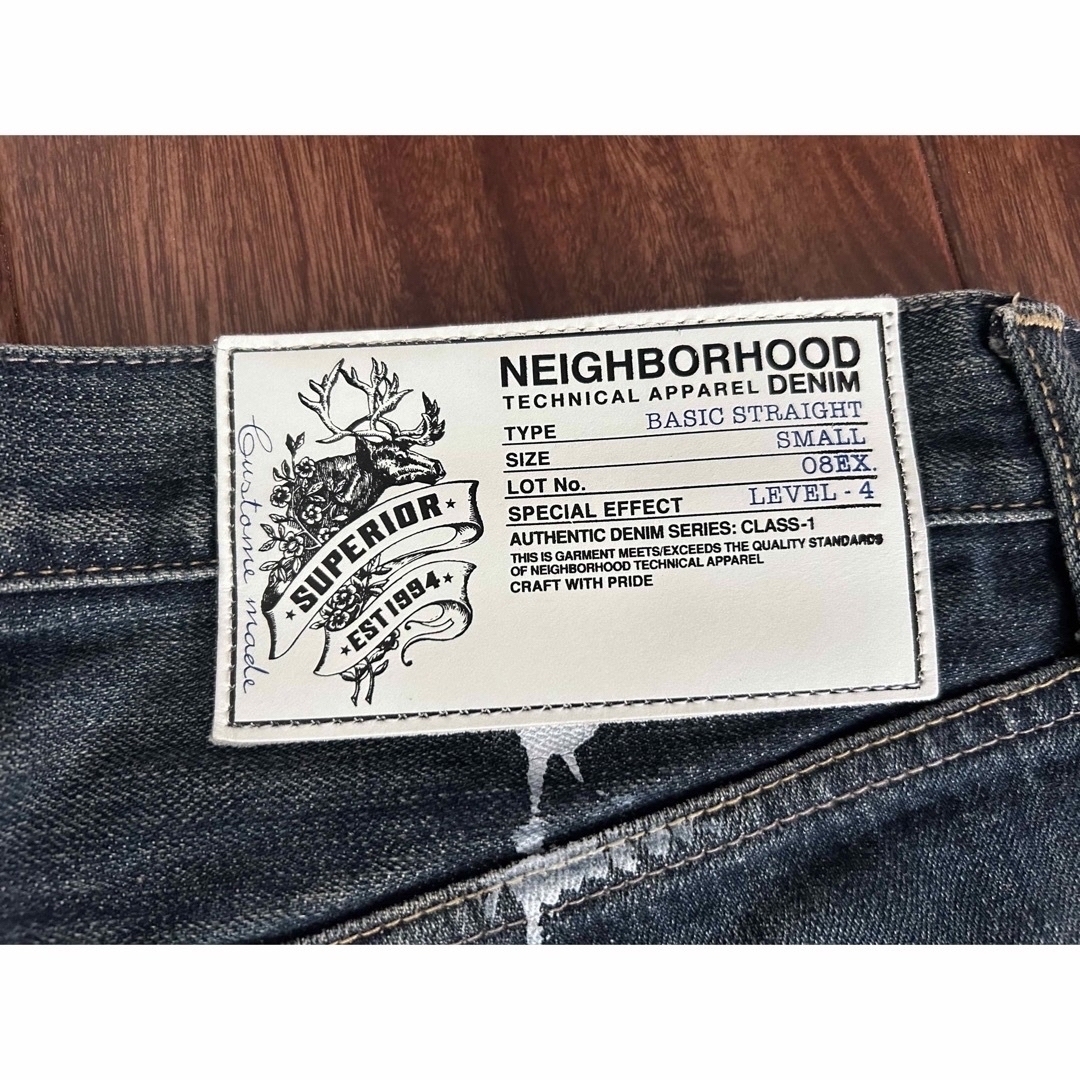 NEIGHBORHOOD
TECHNICAL APPAREL DENIM
TYPE BASIC STRAIGHT
SIZE SMALL
LOT No. 08EX.
SPECIAL EFFECT LEVEL - 4
AUTHENTIC DENIM SERIES: CLASS-1
THIS IS GARMENT MEETS/EXCEEDS THE QUALITY STANDARDS
OF NEIGHBORHOOD TECHNICAL APPAREL
CRAFT WITH PRIDE
★ SUPERIOR ★
★ EST 1994 ★
Custome made